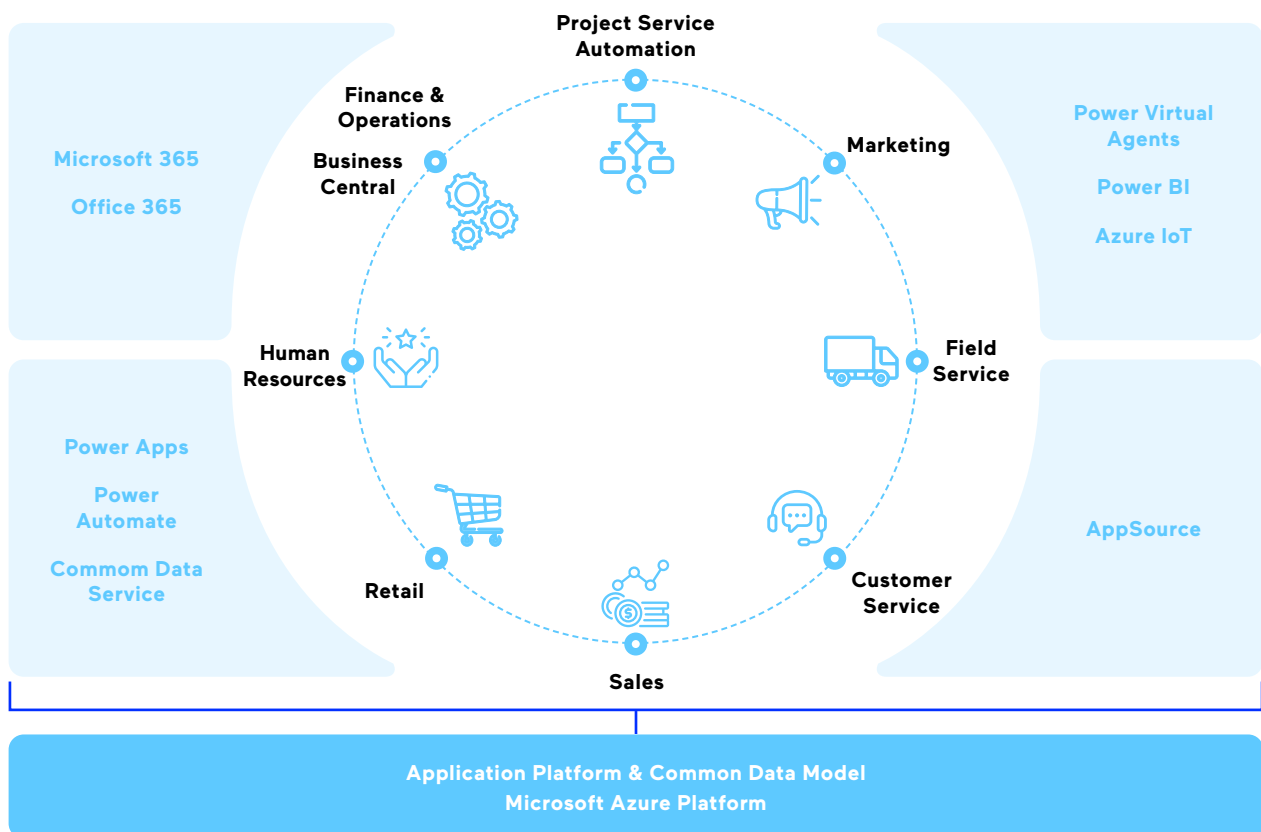 Project Service
Automation
Finance &
Operations
Business
Central
Marketing
Microsoft 365
Office 365
Power Virtual
Agents
Power BI
Azure IoT
Human
Resources
Field
Service
Power Apps
Power
Automate
Commom Data
Service
AppSource
Retail
Customer
Service
$
Sales
Application Platform & Common Data Model
Microsoft Azure Platform